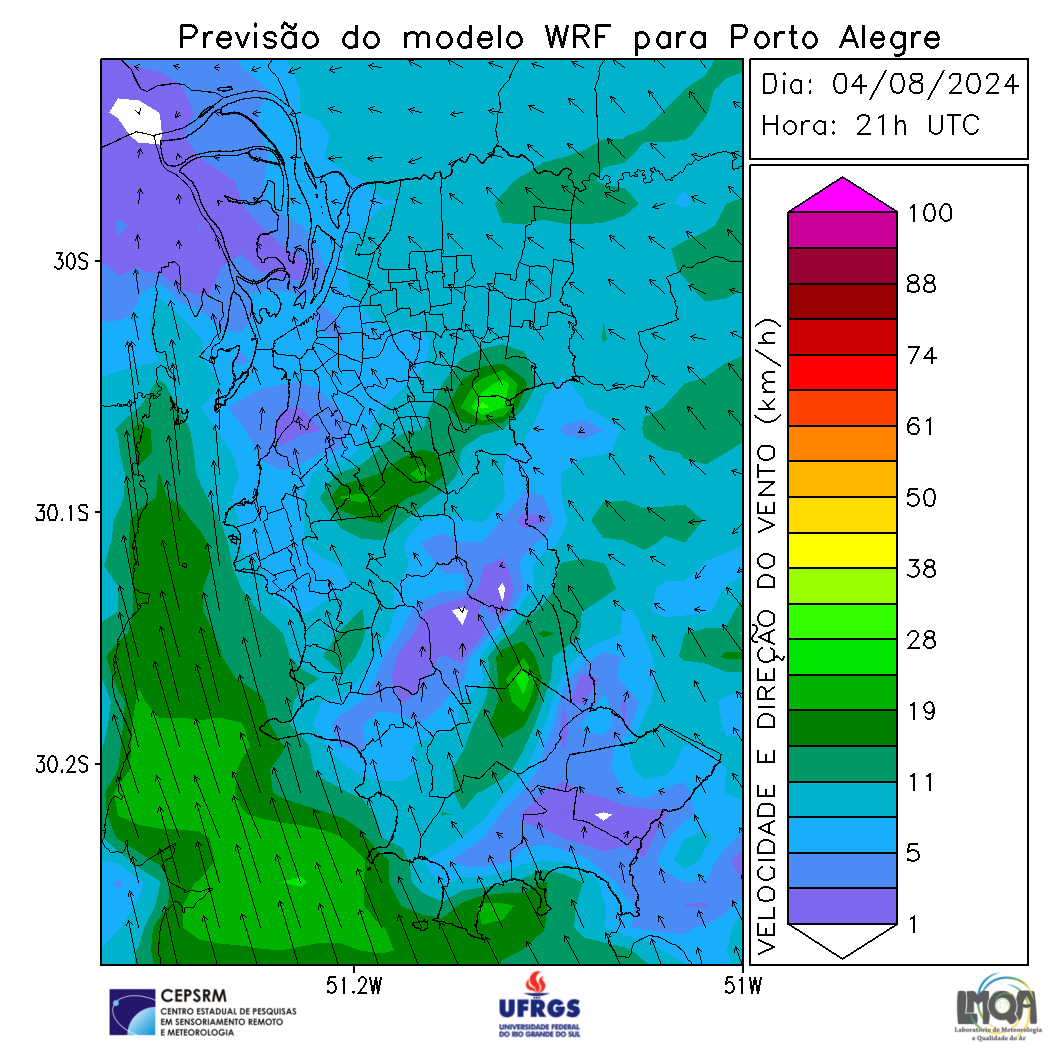 Previsão do modelo WRF para Porto Alegre
Dia: 04/08/2024
Hora: 21h UTC
30S
30.1S
30.2S
51.2W
51W
VELOCIDADE E DIREÇÃO DO VENTO (km/h)
100
88
74
61
50
38
28
19
11
5
1
CEPSRM
CENTRO ESTADUAL DE PESQUISAS
EM SENSORIAMENTO REMOTO
E METEOROLOGIA
UFRGS
UNIVERSIDADE FEDERAL
DO RIO GRANDE DO SUL
LMQA
Laboratório de Meteorologia
e Qualidade do Ar